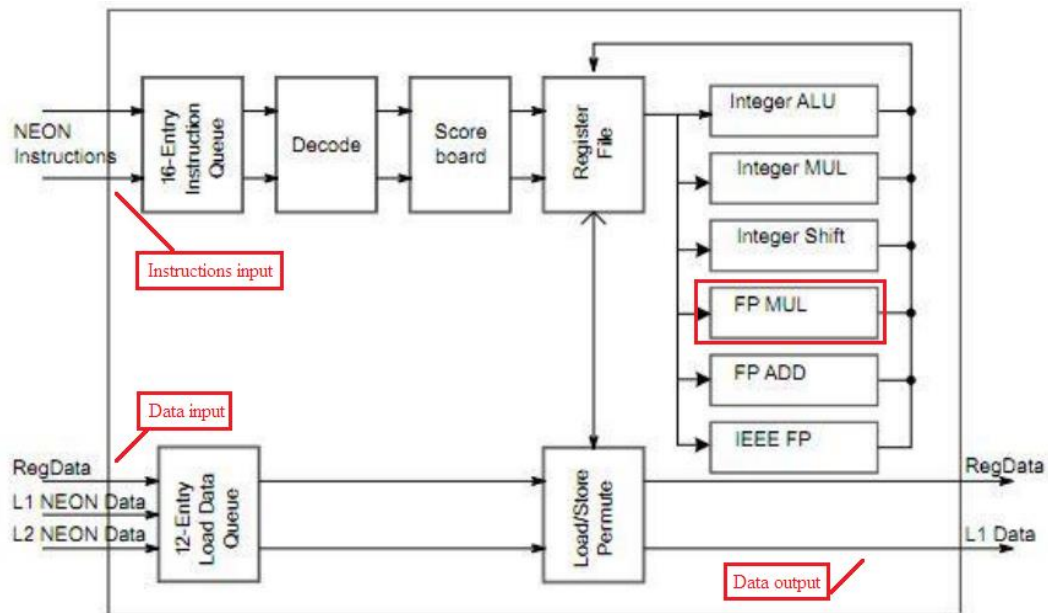 NEON
Instructions
16-Entry
Instruction
Queue
Decode
Score
board
Register
File
Integer ALU
Integer MUL
Integer Shift
FP MUL
FP ADD
IEEE FP
Instructions input
Data input
RegData
L1 NEON Data
L2 NEON Data
12-Entry
Load Data
Queue
Load/Store
Permute
RegData
L1 Data
Data output